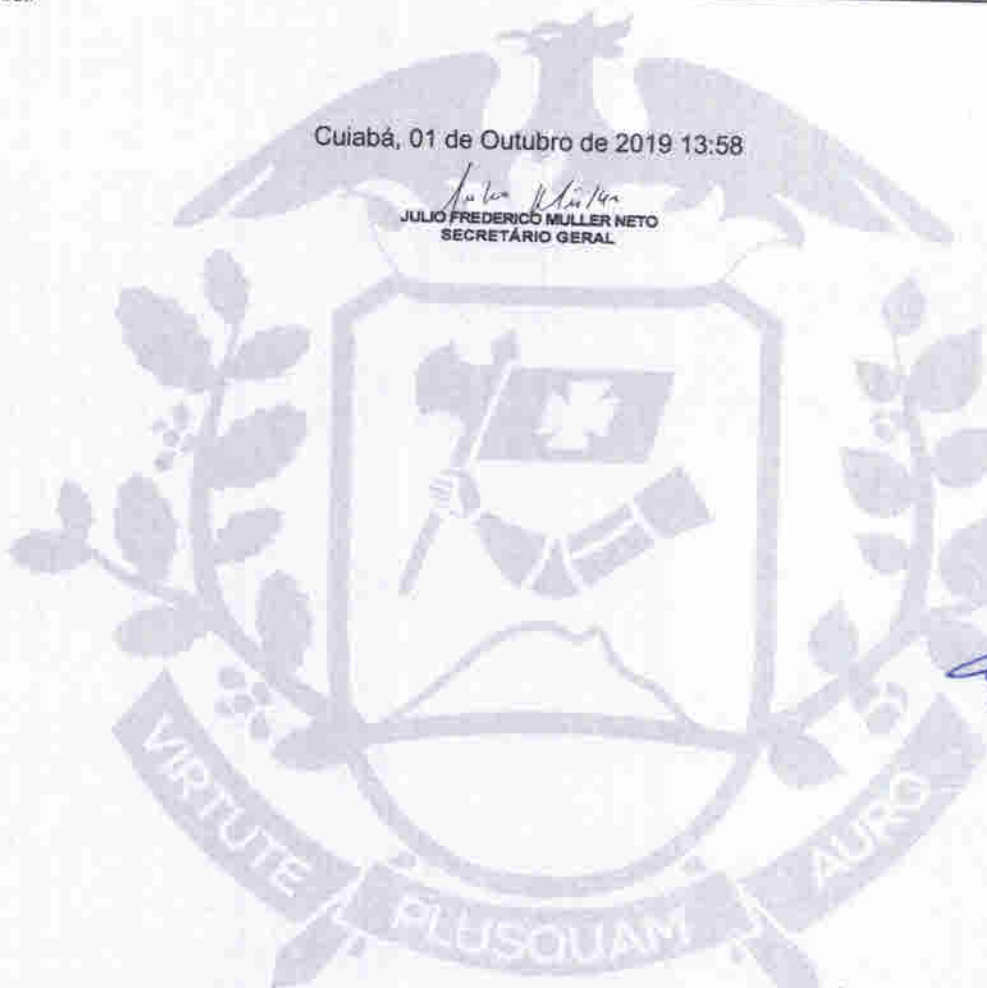 Cuiabá, 01 de Outubro de 2019 13:58
JULIO FREDERICO MULLER NETO
SECRETÁRIO GERAL
VIRTUTE
PLUSQUAM
AURO